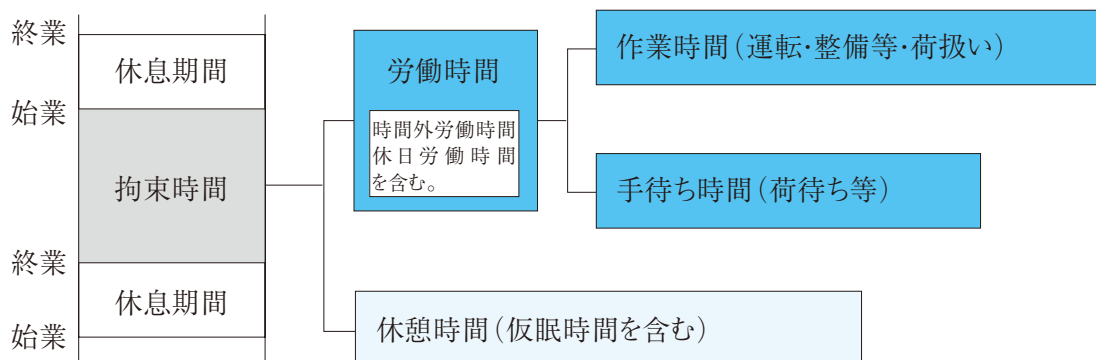 終業
休息期間
始業
拘束時間
終業
休息期間
始業
労働時間
時間外労働時間
休日労働時間
を含む。
作業時間（運転・整備等・荷扱い）
手待ち時間（荷待ち等）
休憩時間（仮眠時間を含む）